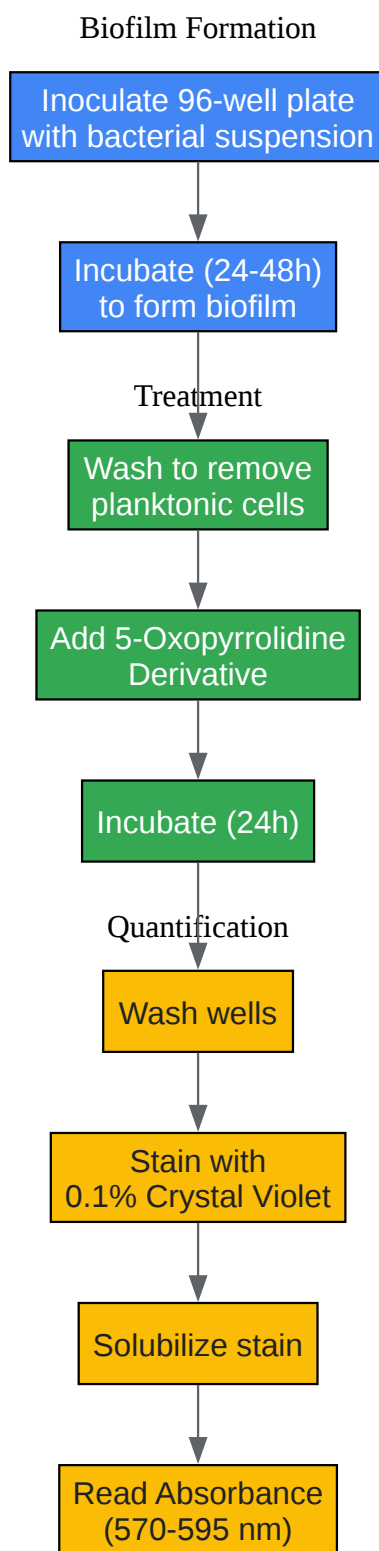 Biofilm Formation
Inoculate 96-well plate
with bacterial suspension
Incubate (24-48h)
to form biofilm
Treatment
Wash to remove
planktonic cells
Add 5-Oxopyrrolidine
Derivative
Incubate (24h)
Quantification
Wash wells
Stain with
0.1% Crystal Violet
Solubilize stain
Read Absorbance
(570-595 nm)